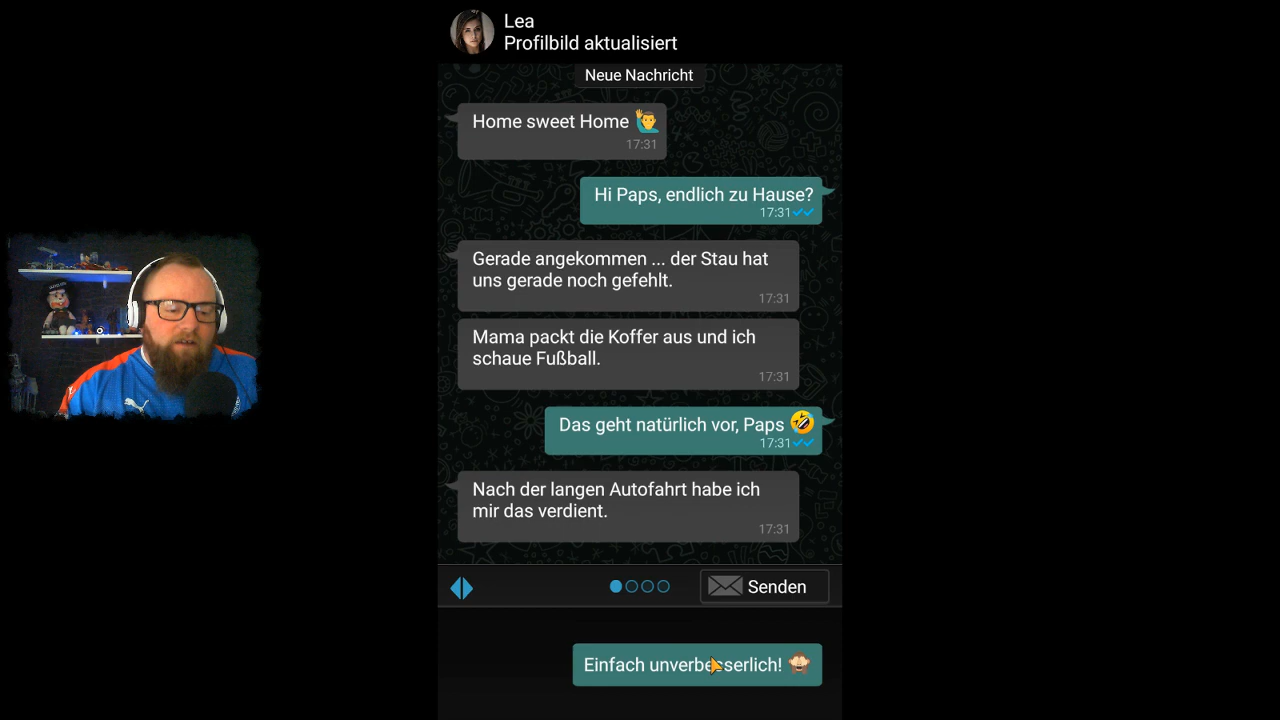 Lea
Profilbild aktualisiert
Neue Nachricht
Home sweet Home 🙋‍♂️
17:31
Hi Paps, endlich zu Hause?
17:31
Gerade angekommen ... der Stau hat
uns gerade noch gefehlt.
17:31
Mama packt die Koffer aus und ich
schaue Fußball.
17:31
Das geht natürlich vor, Paps 🤣
17:31
Nach der langen Autofahrt habe ich
mir das verdient.
17:31
Senden
Einfach unverbesserlich! 🙈